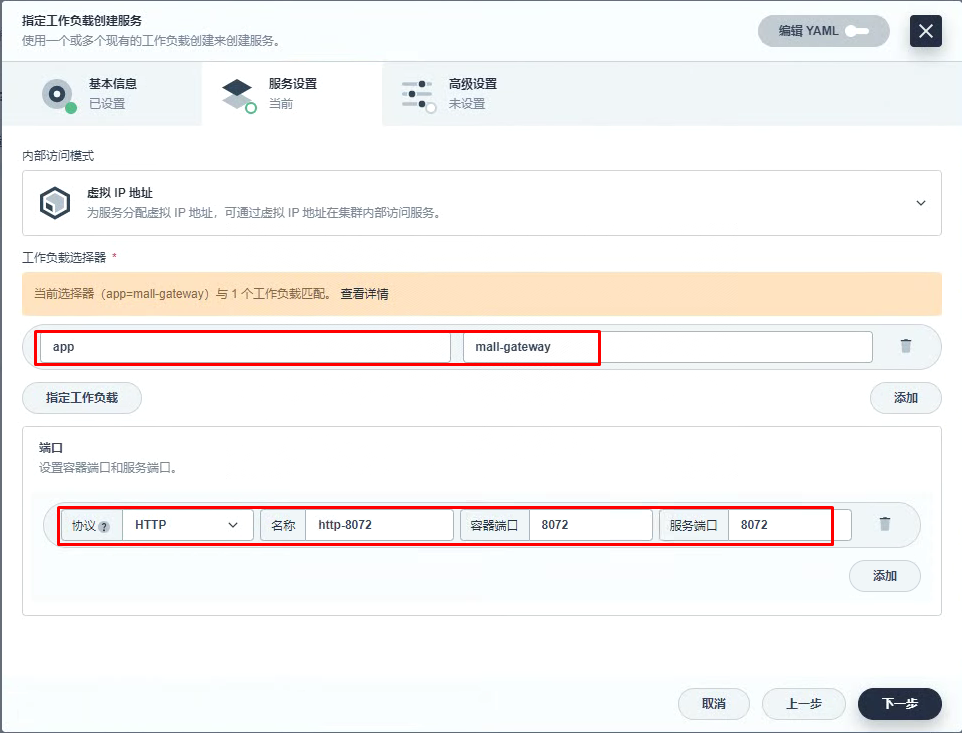 指定工作负载创建服务
使用一个或多个现有的工作负载创建来创建服务。
编辑 YAML
基本信息
已设置
服务设置
当前
高级设置
未设置
内部访问模式
虚拟 IP 地址
为服务分配虚拟 IP 地址，可通过虚拟 IP 地址在集群内部访问服务。
工作负载选择器 *
当前选择器（app=mall-gateway）与 1 个工作负载匹配。 查看详情
app mall-gateway
指定工作负载 添加
端口
设置容器端口和服务端口。
协议 ? HTTP 名称 http-8072 容器端口 8072 服务端口 8072
添加
取消 上一步 下一步